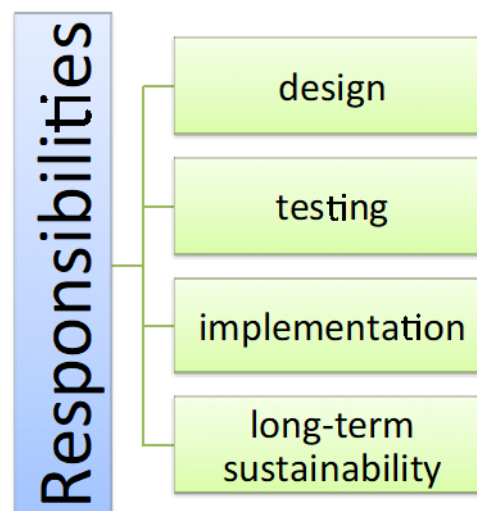 Responsibilities
design
testing
implementation
long-term
sustainability